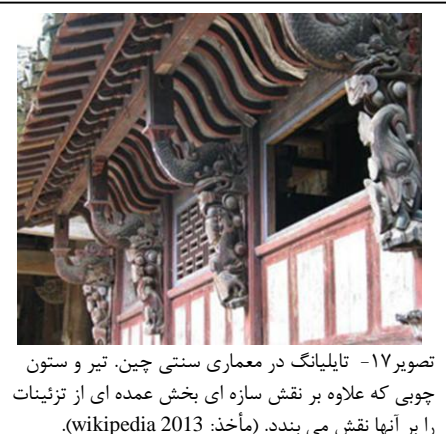 تصویر۱۷- تایلیانگ در معماری سنتی چین. تیر و ستون
چوبی که علاوه بر نقش سازه ای بخش عمده ای از تزئینات
را بر آنها نقش می بندد. (مأخذ: wikipedia 2013).